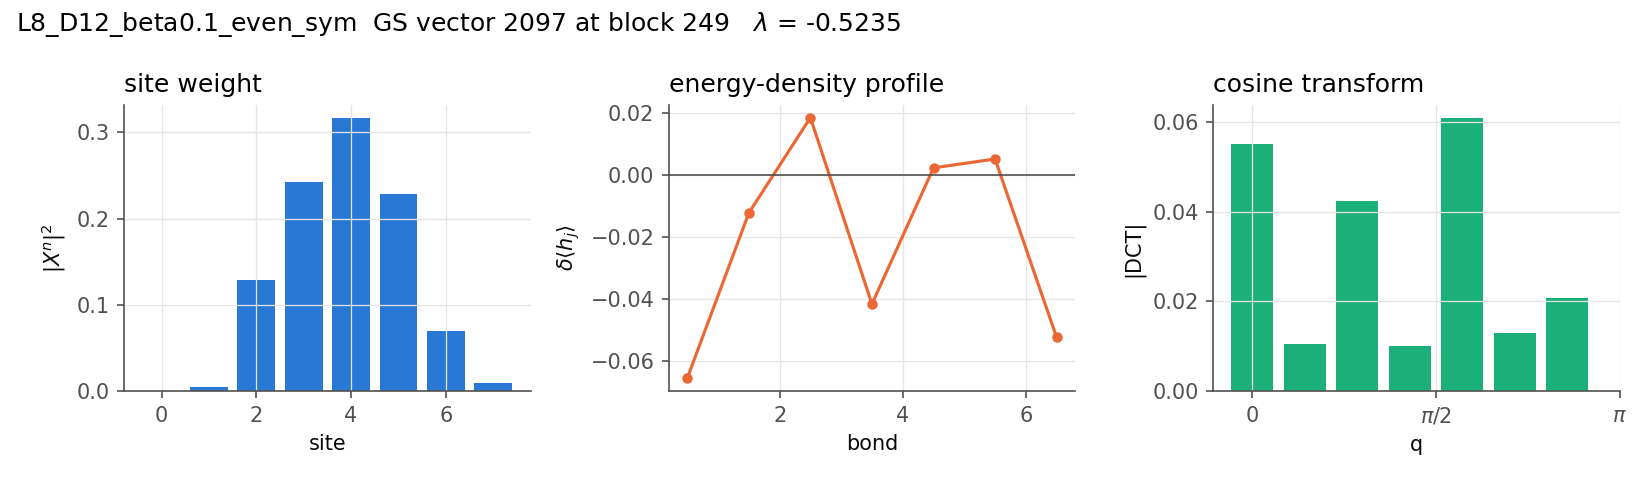 L8_D12_beta0.1_even_sym  GS vector 2097 at block 249   λ = -0.5235
site weight
|Xⁿ|²
0.3
0.2
0.1
0.0
0 2 4 6
site
energy-density profile
δ⟨h_j⟩
0.02
0.00
−0.02
−0.04
−0.06
2 4 6
bond
cosine transform
|DCT|
0.06
0.04
0.02
0.00
0 π/2 π
q